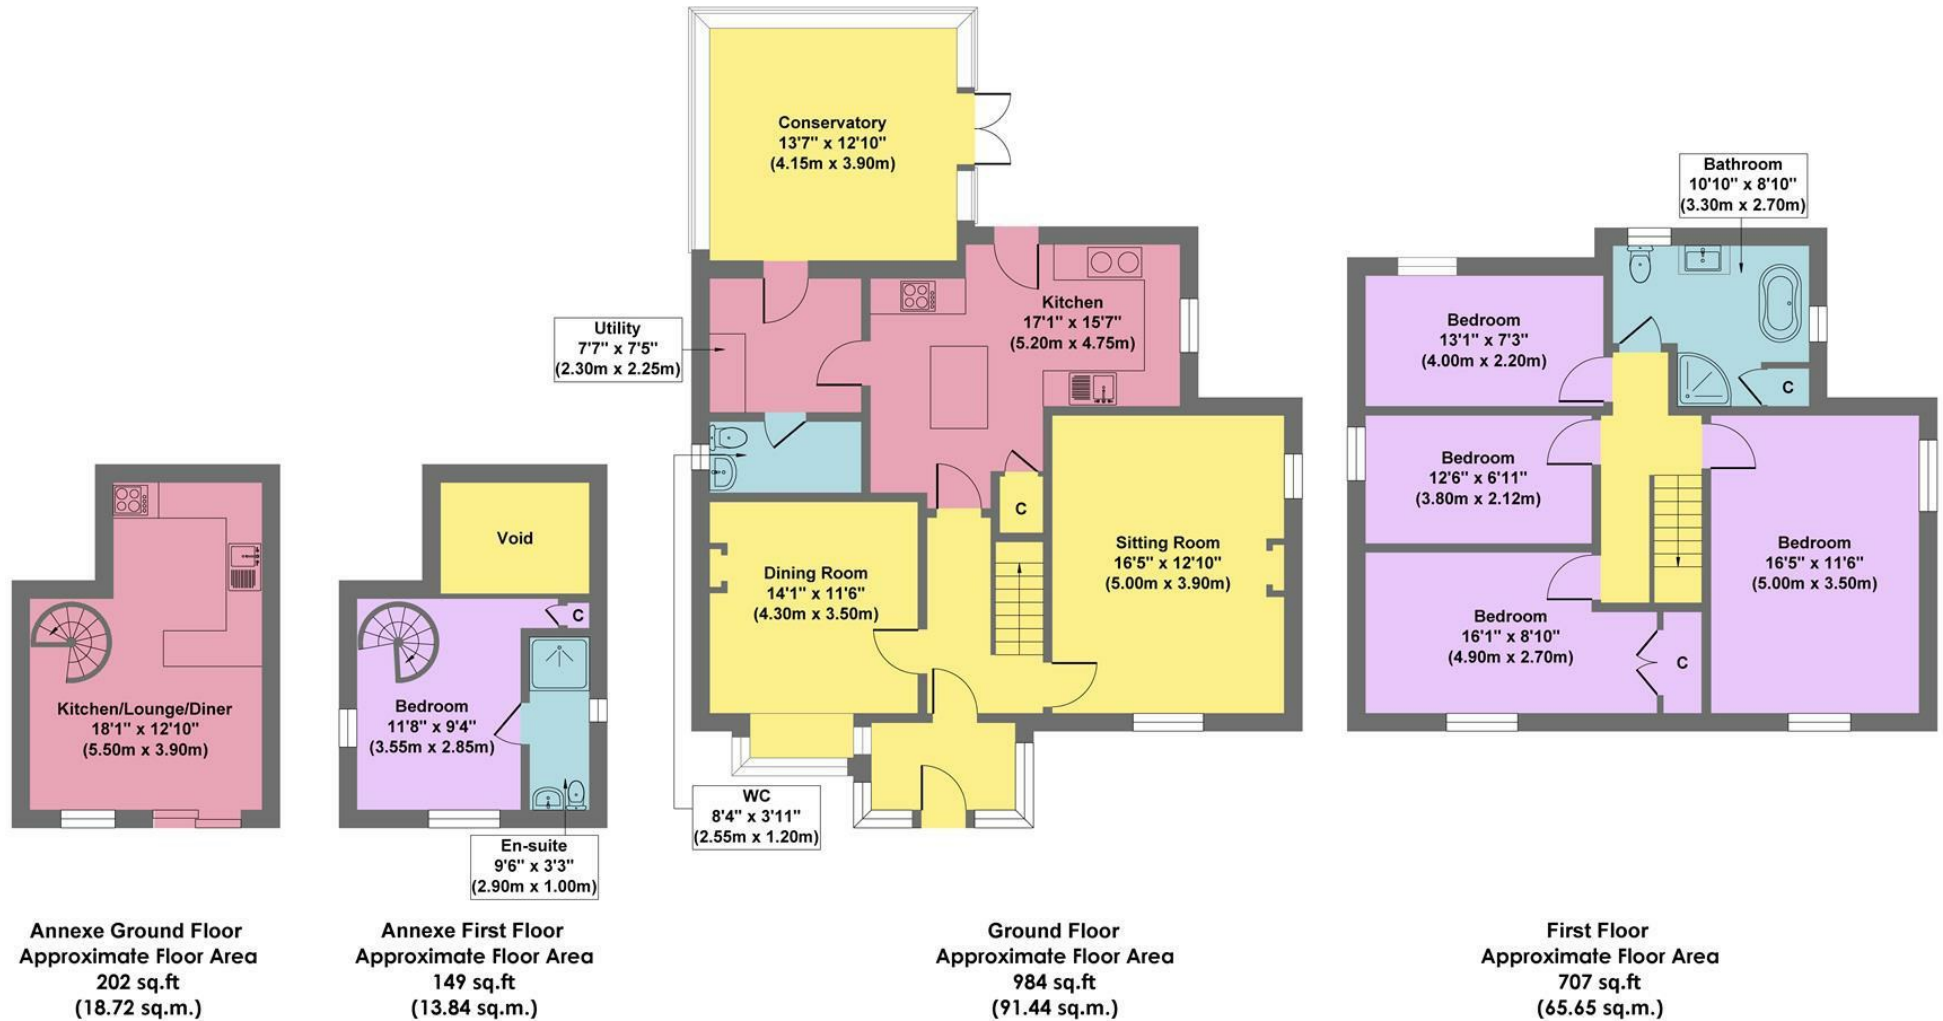 Conservatory
13'7" x 12'10"
(4.15m x 3.90m)
Utility
7'7" x 7'5"
(2.30m x 2.25m)
Kitchen
17'1" x 15'7"
(5.20m x 4.75m)
C
Dining Room
14'1" x 11'6"
(4.30m x 3.50m)
Sitting Room
16'5" x 12'10"
(5.00m x 3.90m)
WC
8'4" x 3'11"
(2.55m x 1.20m)
Bathroom
10'10" x 8'10"
(3.30m x 2.70m)
Bedroom
13'1" x 7'3"
(4.00m x 2.20m)
C
Bedroom
12'6" x 6'11"
(3.80m x 2.12m)
Bedroom
16'5" x 11'6"
(5.00m x 3.50m)
Bedroom
16'1" x 8'10"
(4.90m x 2.70m)
C
Kitchen/Lounge/Diner
18'1" x 12'10"
(5.50m x 3.90m)
Void
C
Bedroom
11'8" x 9'4"
(3.55m x 2.85m)
En-suite
9'6" x 3'3"
(2.90m x 1.00m)
Annexe Ground Floor
Approximate Floor Area
202 sq.ft
(18.72 sq.m.)
Annexe First Floor
Approximate Floor Area
149 sq.ft
(13.84 sq.m.)
Ground Floor
Approximate Floor Area
984 sq.ft
(91.44 sq.m.)
First Floor
Approximate Floor Area
707 sq.ft
(65.65 sq.m.)